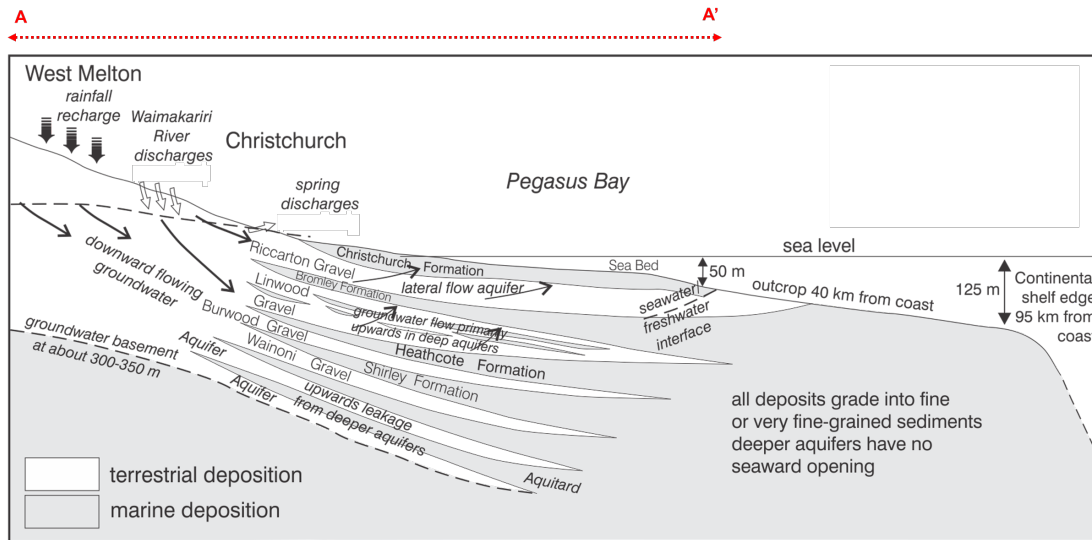 A
A'
West Melton
rainfall
recharge
Waimakariri
River
discharges
Christchurch
spring
discharges
Pegasus Bay
sea level
Riccarton Gravel
Christchurch Formation
Sea Bed
50 m
outcrop 40 km from coast
125 m
Continenta
shelf edge
95 km from
coas
downward flowing
groundwater
Bromley Formation
lateral flow aquifer
Linwood
Gravel
groundwater flow primarily
upwards in deep aquifers
seawater/
freshwater
interface
Burwood Gravel
Heathcote Formation
groundwater basement
at about 300-350 m
Aquifer
Wainoni Gravel
Shirley Formation
Aquifer
upwards leakage
from deeper aquifers
Aquitard
all deposits grade into fine
or very fine-grained sediments
deeper aquifers have no
seaward opening
terrestrial deposition
marine deposition